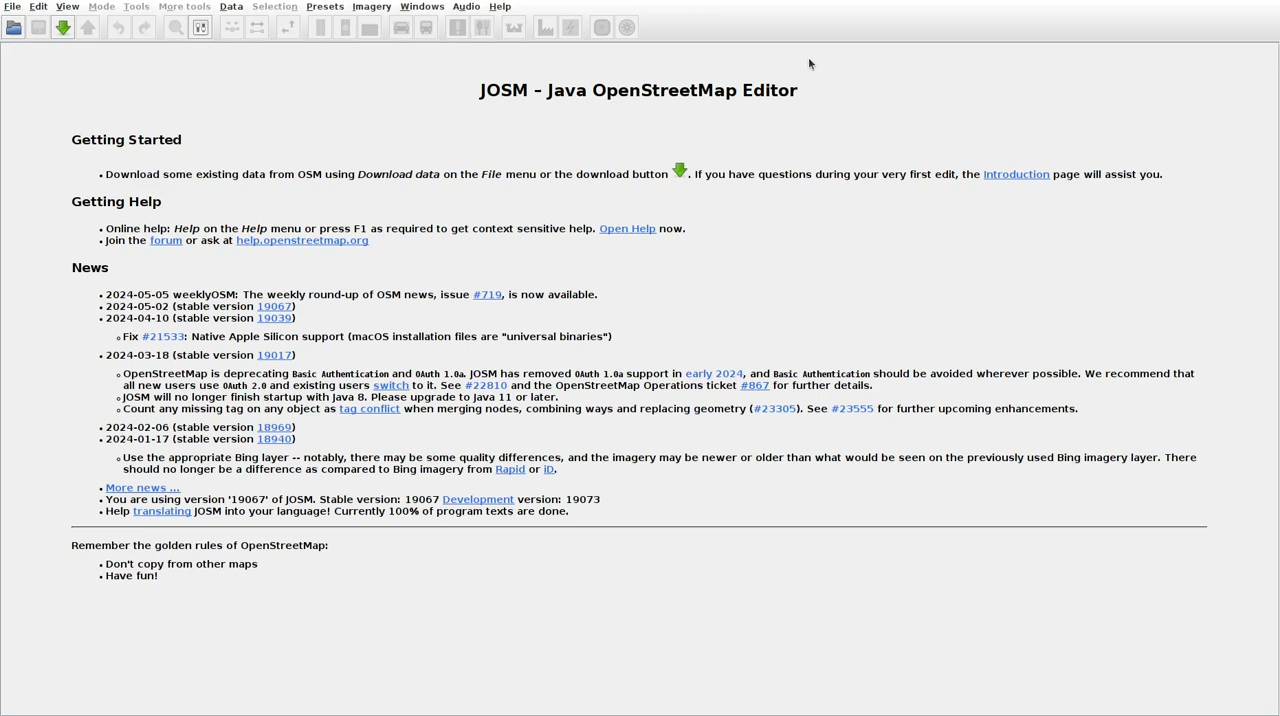 File Edit View Mode Tools More tools Data Selection Presets Imagery Windows Audio Help
JOSM – Java OpenStreetMap Editor
Getting Started
• Download some existing data from OSM using Download data on the File menu or the download button . If you have questions during your very first edit, the Introduction page will assist you.
Getting Help
• Online help: Help on the Help menu or press F1 as required to get context sensitive help. Open Help now.
• Join the forum or ask at help.openstreetmap.org
News
• 2024-05-05 weeklyOSM: The weekly round-up of OSM news, issue #719, is now available.
• 2024-05-02 (stable version 19067)
• 2024-04-10 (stable version 19039)
◦ Fix #21533: Native Apple Silicon support (macOS installation files are "universal binaries")
• 2024-03-18 (stable version 19017)
◦ OpenStreetMap is deprecating Basic Authentication and OAuth 1.0a. JOSM has removed OAuth 1.0a support in early 2024, and Basic Authentication should be avoided wherever possible. We recommend that
all new users use OAuth 2.0 and existing users switch to it. See #22810 and the OpenStreetMap Operations ticket #867 for further details.
◦ JOSM will no longer finish startup with Java 8. Please upgrade to Java 11 or later.
◦ Count any missing tag on any object as tag conflict when merging nodes, combining ways and replacing geometry (#23305). See #23555 for further upcoming enhancements.
• 2024-02-06 (stable version 18969)
• 2024-01-17 (stable version 18940)
◦ Use the appropriate Bing layer -- notably, there may be some quality differences, and the imagery may be newer or older than what would be seen on the previously used Bing imagery layer. There
should no longer be a difference as compared to Bing imagery from Rapid or iD.
• More news ...
• You are using version '19067' of JOSM. Stable version: 19067 Development version: 19073
• Help translating JOSM into your language! Currently 100% of program texts are done.
Remember the golden rules of OpenStreetMap:
• Don't copy from other maps
• Have fun!